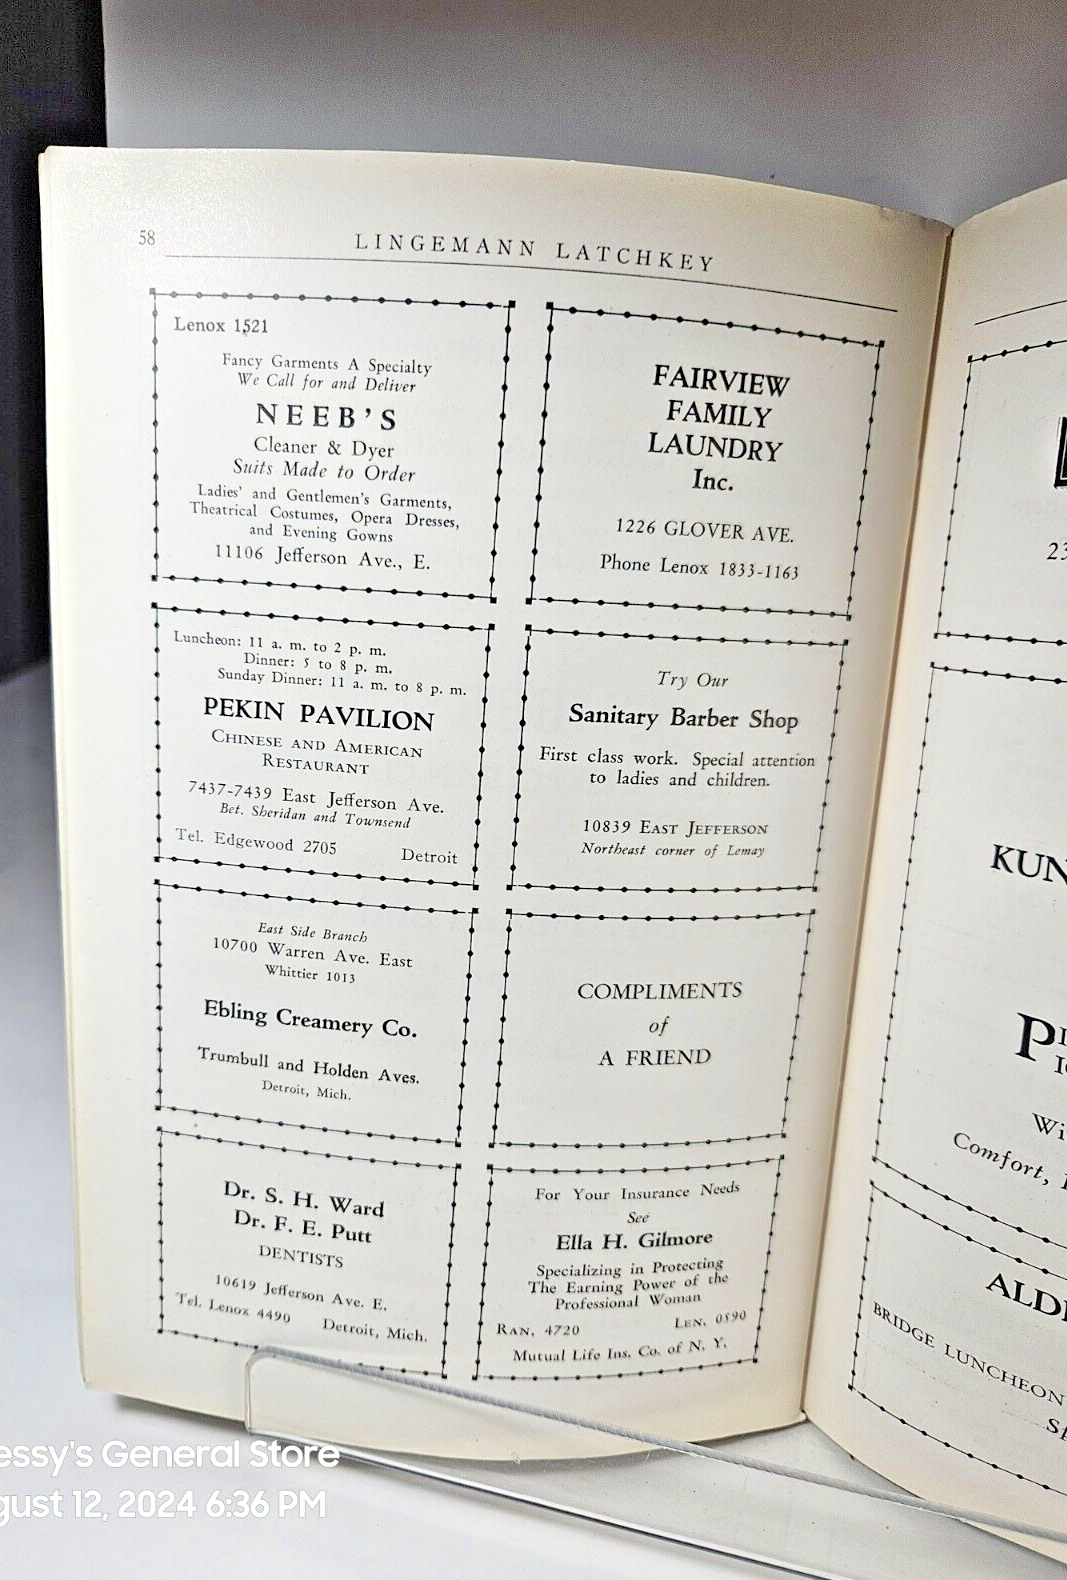 58
LINGEMANN LATCHKEY
Lenox 1521
Fancy Garments A Specialty
We Call for and Deliver
NEEB'S
Cleaner & Dyer
Suits Made to Order
Ladies' and Gentlemen's Garments,
Theatrical Costumes, Opera Dresses,
and Evening Gowns
11106 Jefferson Ave., E.
FAIRVIEW
FAMILY
LAUNDRY
Inc.
1226 GLOVER AVE.
Phone Lenox 1833-1163
Luncheon: 11 a. m. to 2 p. m.
Dinner: 5 to 8 p. m.
Sunday Dinner: 11 a. m. to 8 p. m.
PEKIN PAVILION
CHINESE AND AMERICAN
RESTAURANT
7437-7439 East Jefferson Ave.
Bet. Sheridan and Townsend
Tel. Edgewood 2705 Detroit
Try Our
Sanitary Barber Shop
First class work. Special attention
to ladies and children.
10839 EAST JEFFERSON
Northeast corner of Lemay
East Side Branch
10700 Warren Ave. East
Whittier 1013
Ebling Creamery Co.
Trumbull and Holden Aves.
Detroit, Mich.
COMPLIMENTS
of
A FRIEND
Dr. S. H. Ward
Dr. F. E. Putt
DENTISTS
10619 Jefferson Ave. E.
Tel. Lenox 4490 Detroit, Mich.
For Your Insurance Needs
See
Ella H. Gilmore
Specializing in Protecting
The Earning Power of the
Professional Woman
RAN. 4720 LEN. 0590
Mutual Life Ins. Co. of N. Y.
23
KUN
Wi
Comfort,
ALD
BRIDGE LUNCHEON
essy's General Store
gust 12, 2024 6:36 PM